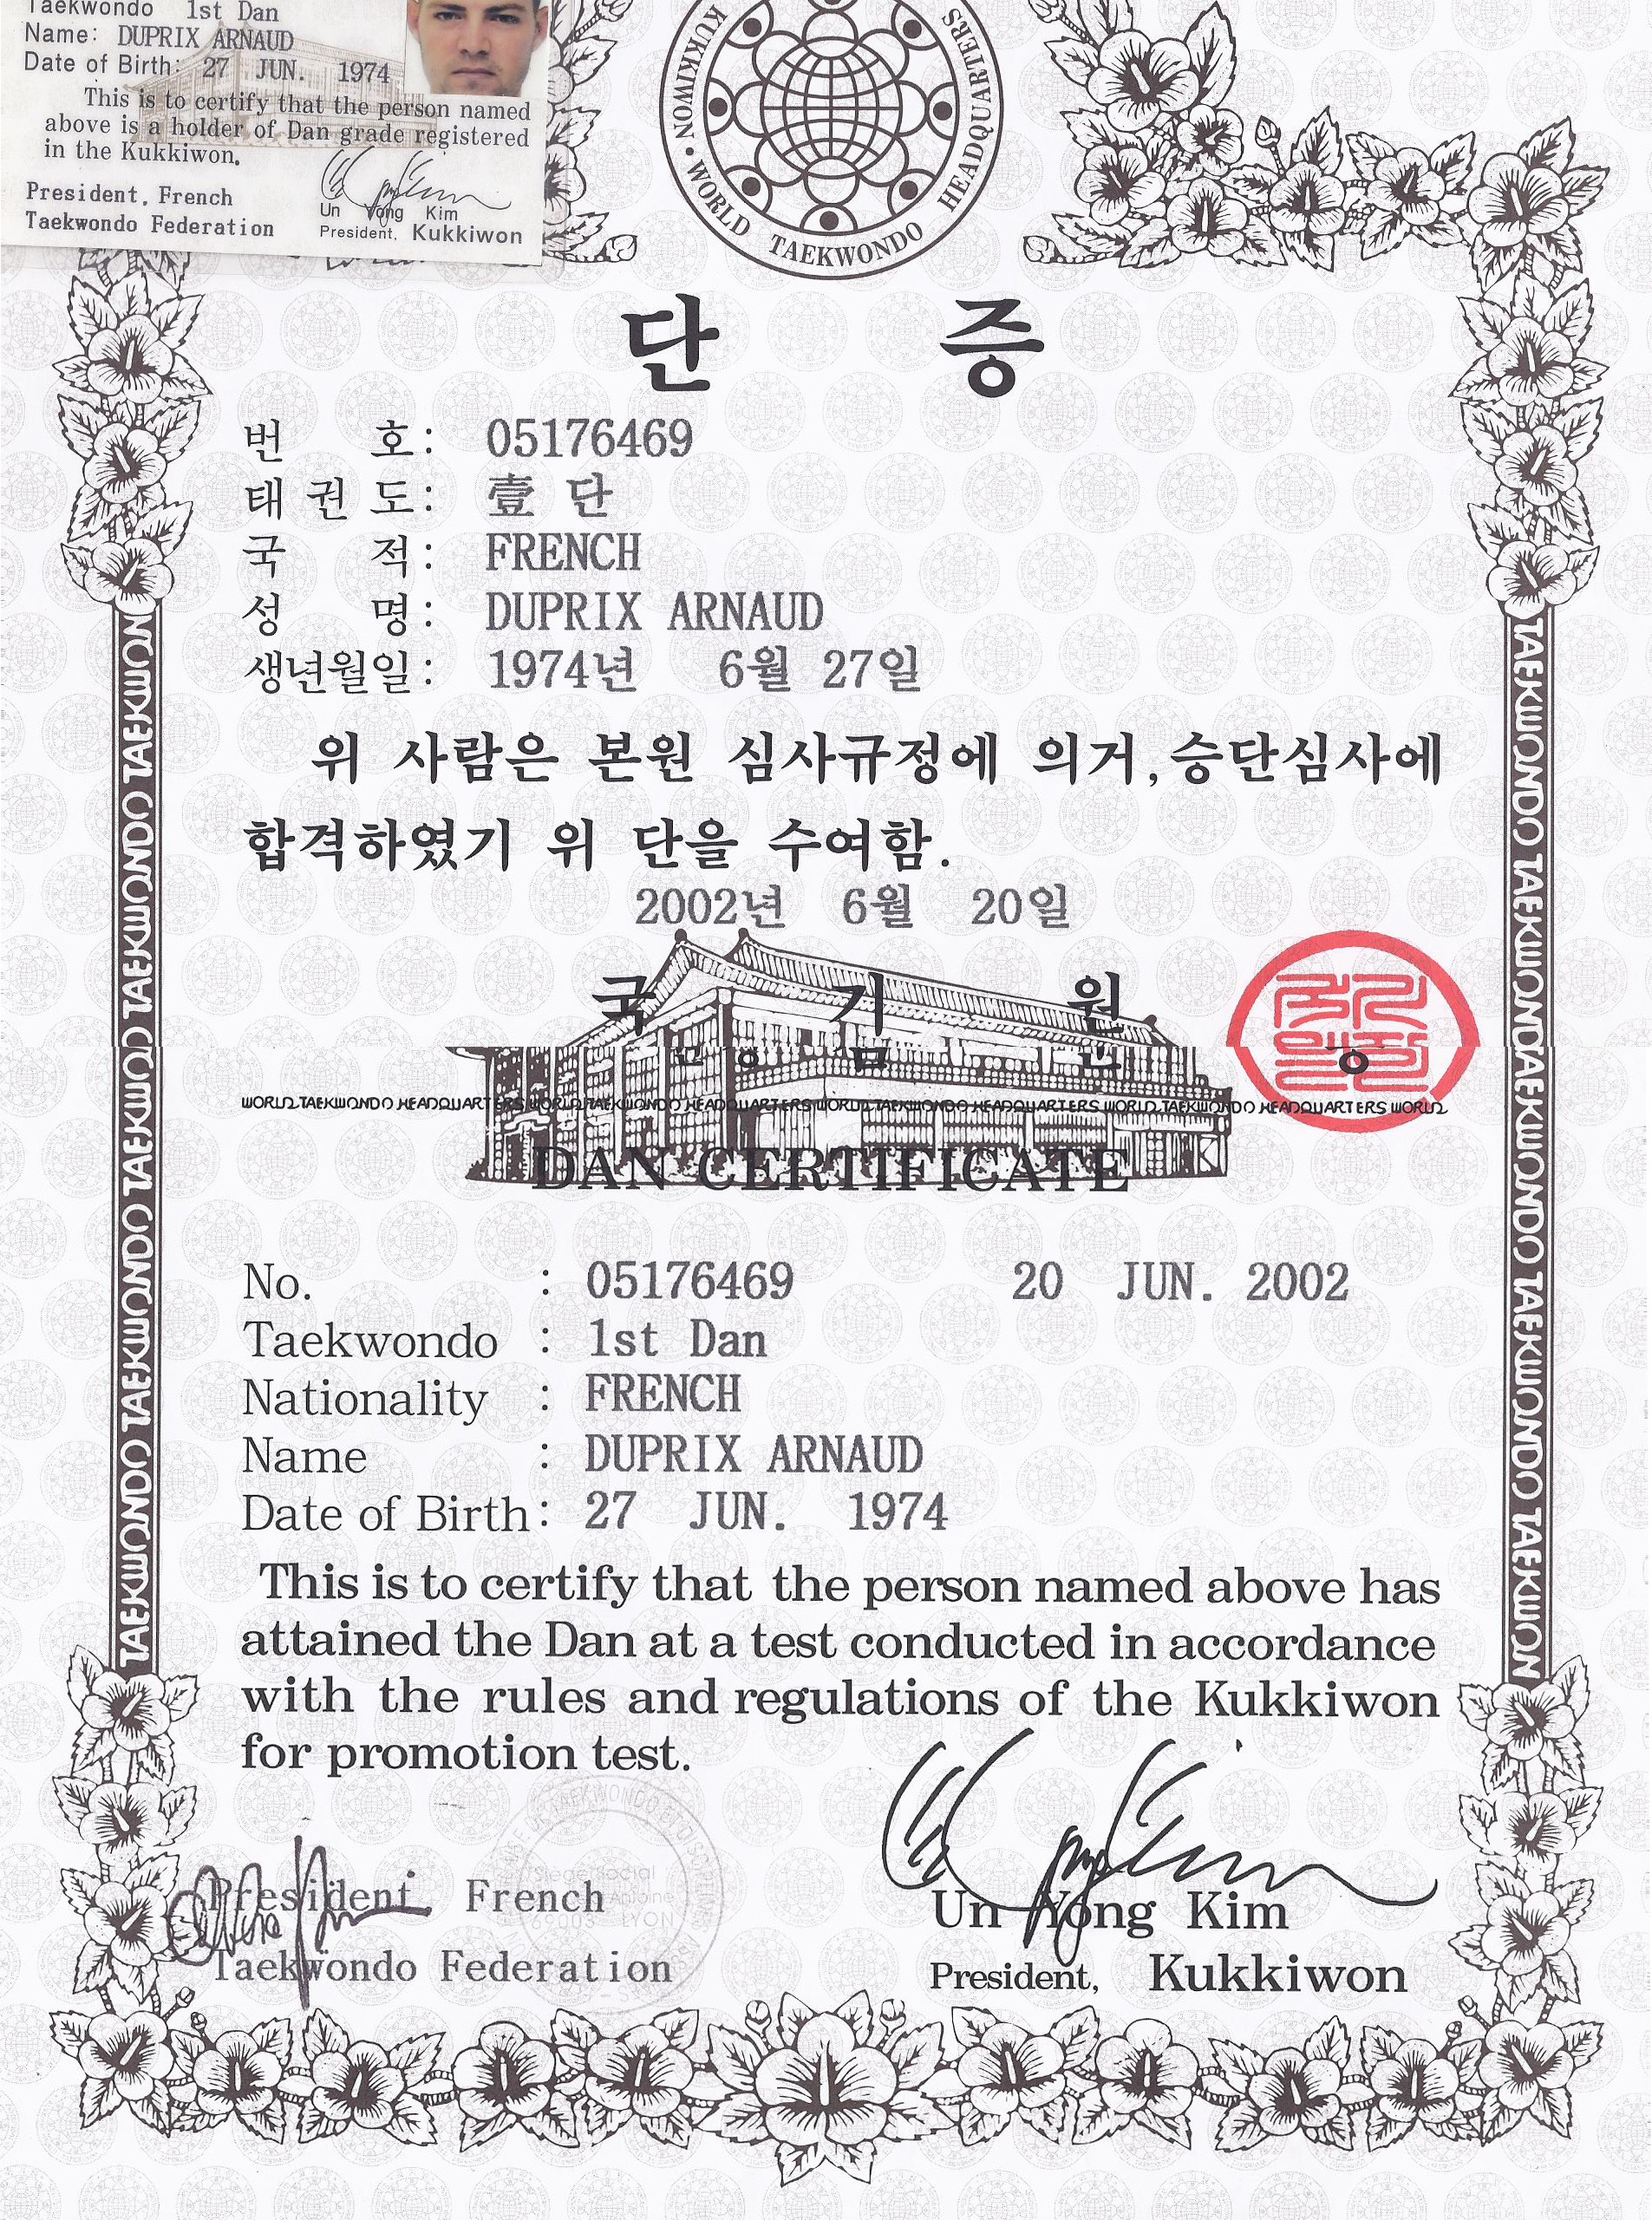 Taekwondo 1st Dan
Name: DUPRIX ARNAUD
Date of Birth: 27 JUN. 1974
This is to certify that the person named
above is a holder of Dan grade registered
in the Kukkiwon.
President, French
Taekwondo Federation
Un Yong Kim
President, Kukkiwon
KUKKIWON · WORLD TAEKWONDO HEADQUARTERS
단 증
번 호: 05176469
태 권 도: 壹 단
국 적: FRENCH
성 명: DUPRIX ARNAUD
생년월일: 1974년 6월 27일
위 사람은 본원 심사규정에 의거, 승단심사에
합격하였기 위 단을 수여함.
2002년 6월 20일
국 기 원
WORLD TAEKWONDO HEADQUARTERS WORLD TAEKWONDO HEADQUARTERS WORLD TAEKWONDO HEADQUARTERS WORLD TAEKWONDO HEADQUARTERS WORLD
DAN CERTIFICATE
No. : 05176469 20 JUN. 2002
Taekwondo : 1st Dan
Nationality : FRENCH
Name : DUPRIX ARNAUD
Date of Birth: 27 JUN. 1974
This is to certify that the person named above has
attained the Dan at a test conducted in accordance
with the rules and regulations of the Kukkiwon
for promotion test.
President French
Taekwondo Federation
Siege Social
69003 LYON
Un Yong Kim
President, Kukkiwon
TAEKWONDO TAEKWONDO TAEKWONDO TAEKWONDO TAEKWON
TAEKWONDO TAEKWONDO TAEKWONDO TAEKWONDO TAEKWON